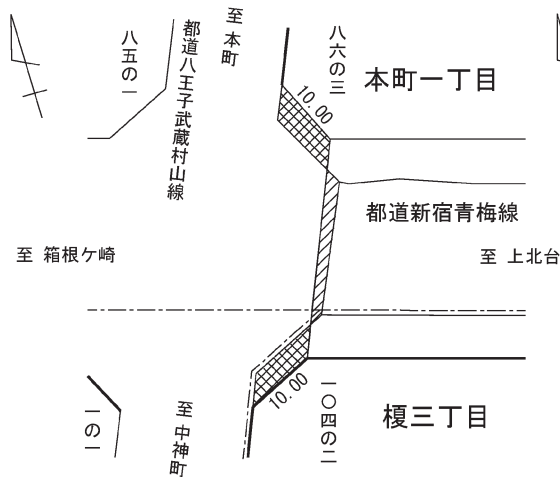 至 本町
都道八王子武蔵村山線
八五の一
八六の三
10.00
本町一丁目
都道新宿青梅線
至 箱根ケ崎
至 上北台
10.00
一〇四の二
榎三丁目
至 中神町
一の一